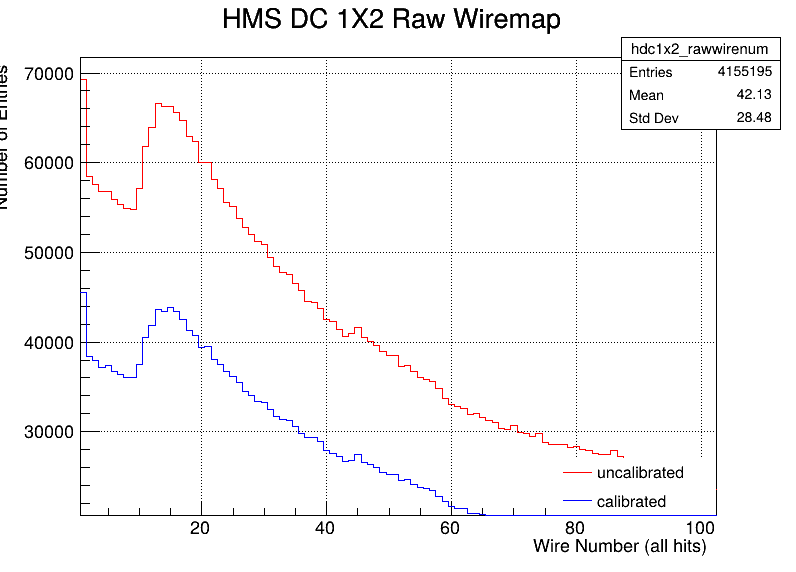 HMS DC 1X2 Raw Wiremap
hdc1x2_rawwirenum
Entries 4155195
Mean 42.13
Std Dev 28.48
Number of Entries
70000
60000
50000
40000
30000
uncalibrated
calibrated
20 40 60 80 100
Wire Number (all hits)